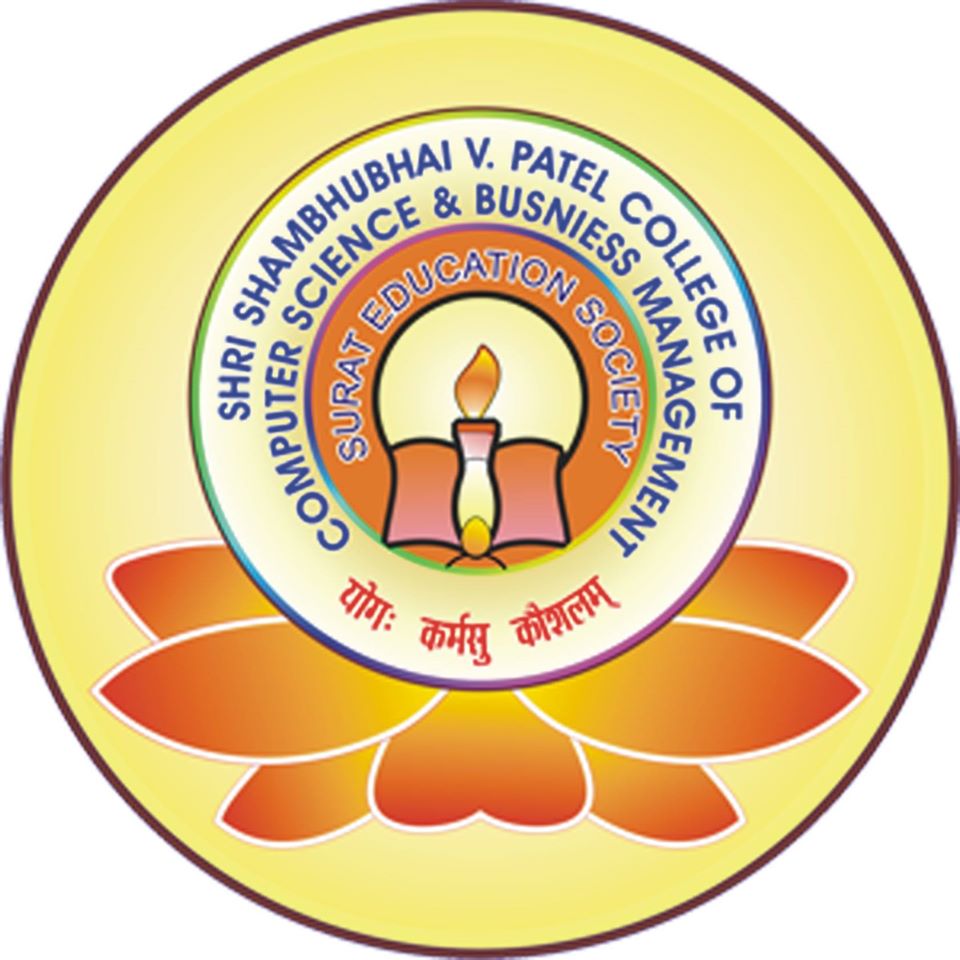 SHRI SHAMBHUBHAI V. PATEL COLLEGE OF
COMPUTER SCIENCE & BUSNIESS MANAGEMENT
SURAT EDUCATION SOCIETY
योगः कर्मसु कौशलम्